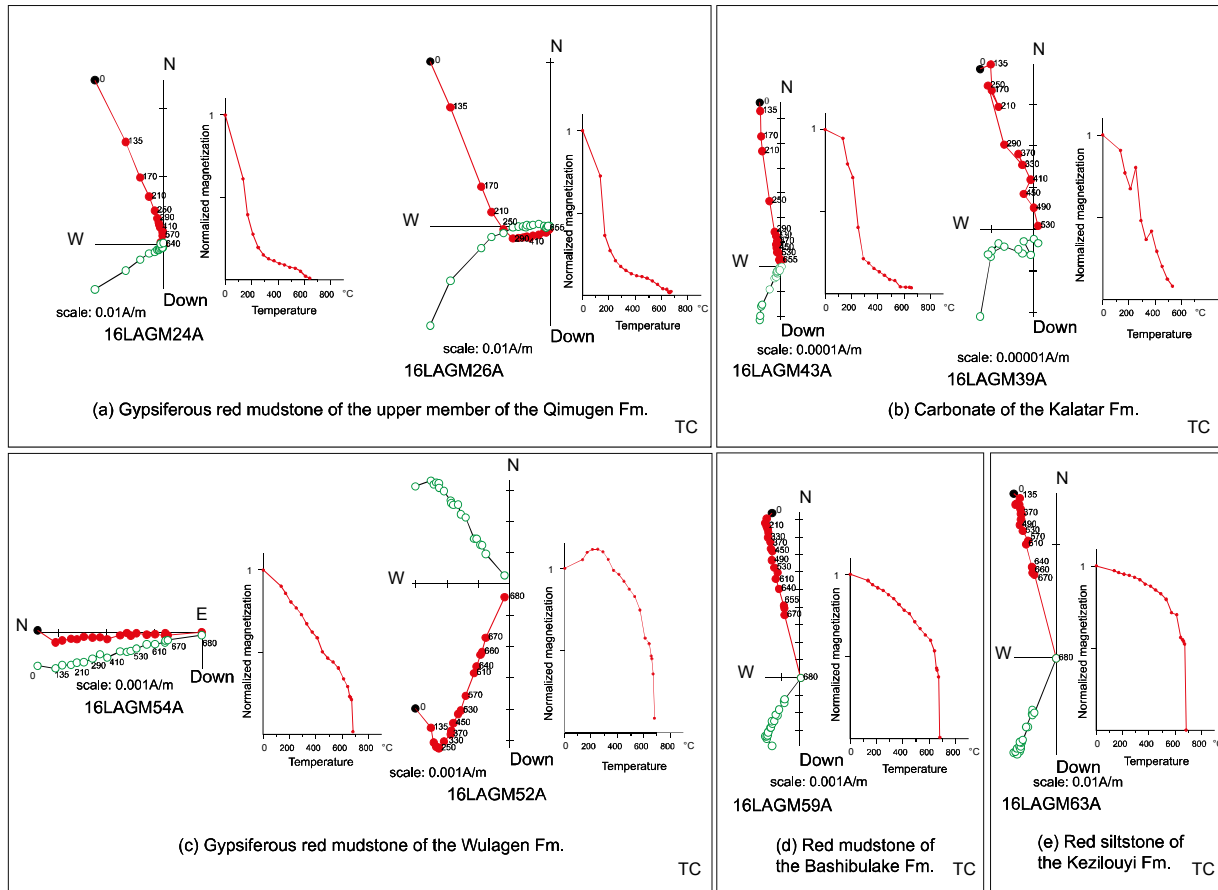 N
0
135
170
210
250
290
410
570
640
W
Down
scale: 0.01A/m
16LAGM24A
1
Normalized magnetization
0 200 400 600 800 °C
Temperature
N
0
135
170
210
250
290 410
655
W
Down
scale: 0.01A/m
16LAGM26A
1
Normalized magnetization
0 200 400 600 800 °C
Temperature
(a) Gypsiferous red mudstone of the upper member of the Qimugen Fm.
TC
N
0
135
170
210
250
290
530
655
W
Down
scale: 0.0001A/m
16LAGM43A
1
Normalized magnetization
0 200 400 600 800 °C
Temperature
N
0
135
250
170
210
290
370
330
410
450
490
530
W
Down
scale: 0.00001A/m
16LAGM39A
1
Normalized magnetization
0 200 400 600 °C
Temperature
(b) Carbonate of the Kalatar Fm.
TC
N
E
0 135 210 290 410 530 610 670 680
Down
scale: 0.001A/m
16LAGM54A
1
Normalized magnetization
0 200 400 600 800 °C
Temperature
N
W
680
670
660
640
610
570
530
450
370
330
250
135
0
Down
scale: 0.001A/m
16LAGM52A
1
Normalized magnetization
0 200 400 600 800 °C
Temperature
(c) Gypsiferous red mudstone of the Wulagen Fm.
TC
N
0
210
330
370
450
490
530
610
640
655
670
W
680
Down
scale: 0.001A/m
16LAGM59A
1
Normalized magnetization
0 200 400 600 800 °C
Temperature
(d) Red mudstone of
the Bashibulake Fm.
TC
N
0
135
370
490
530
570
610
640
660
670
W
680
Down
scale: 0.01A/m
16LAGM63A
1
Normalized magnetization
0 200 400 600 800 °C
Temperature
(e) Red siltstone of
the Kezilouyi Fm.
TC